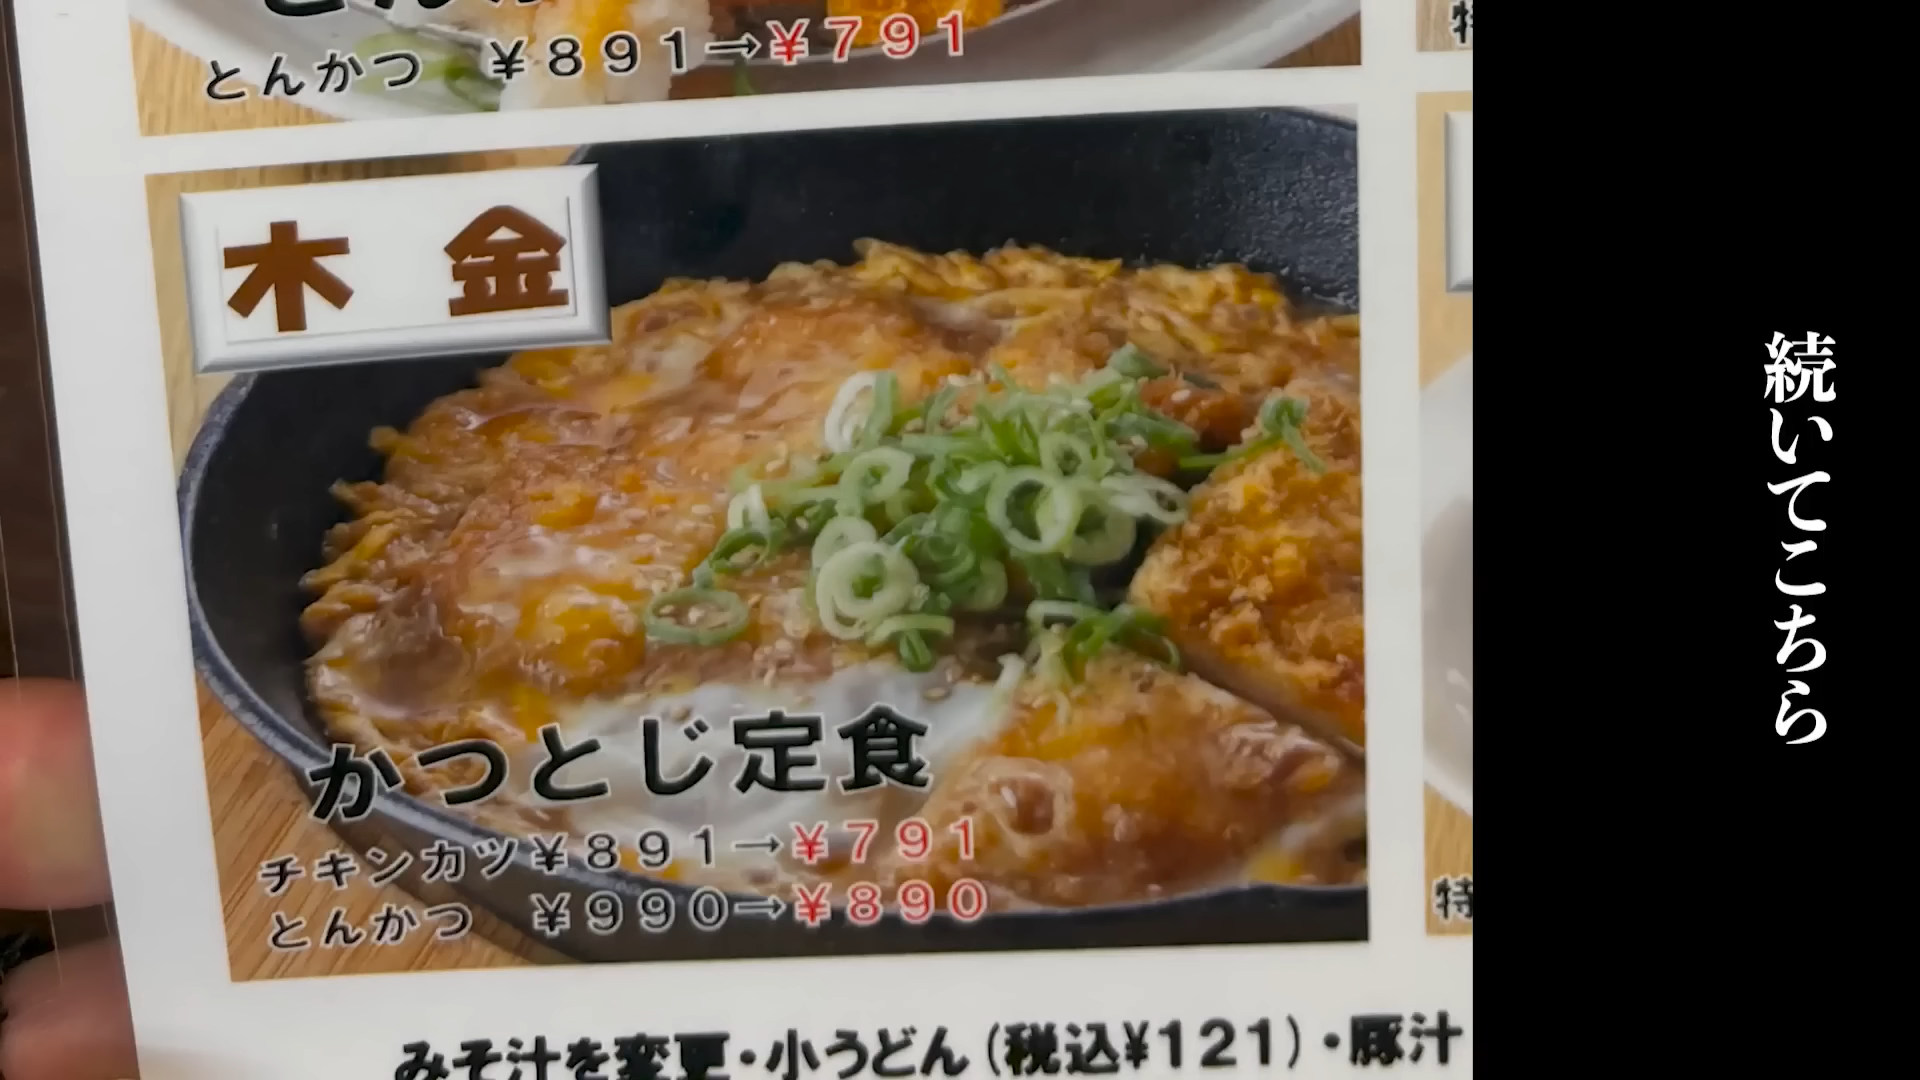 とんかつ ¥891→¥791
木 金
かつとじ定食
チキンカツ¥891→¥791
とんかつ ¥990→¥890
みそ汁を変更・小うどん(税込¥121)・豚汁
特
続いてこちら